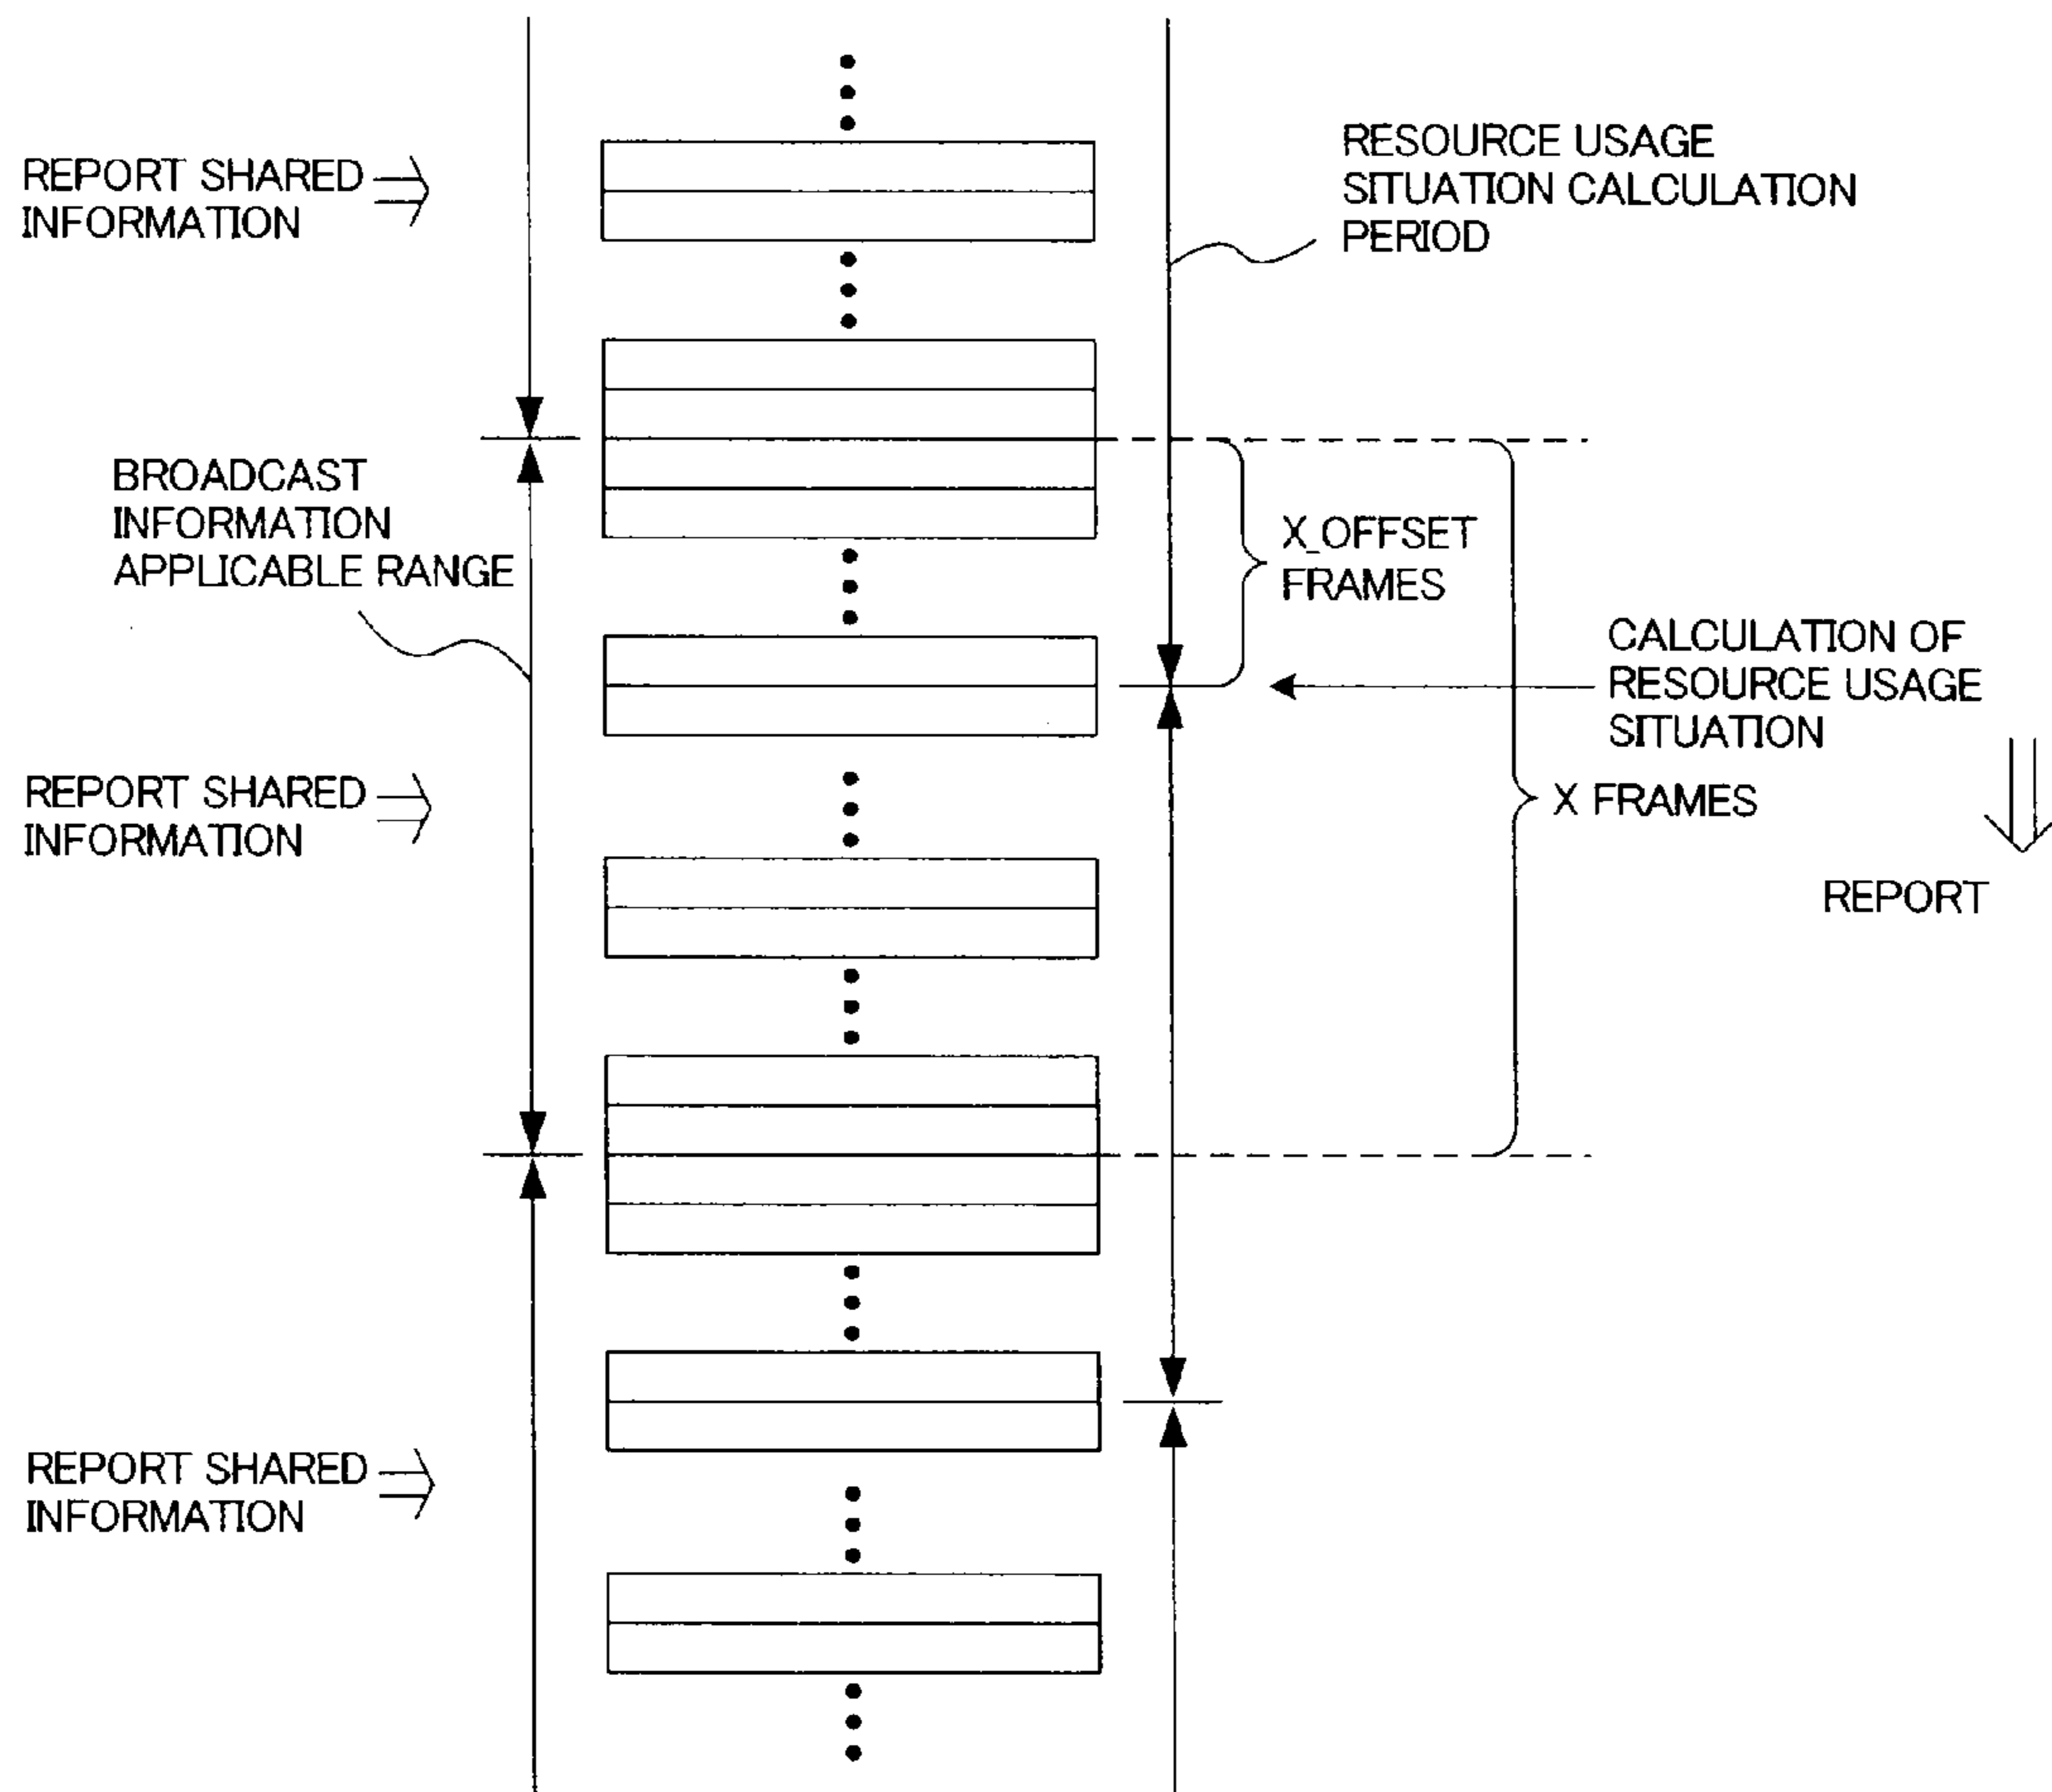 REPORT SHARED
INFORMATION
RESOURCE USAGE
SITUATION CALCULATION
PERIOD
BROADCAST
INFORMATION
APPLICABLE RANGE
X_OFFSET
FRAMES
CALCULATION OF
RESOURCE USAGE
SITUATION
REPORT SHARED
INFORMATION
X FRAMES
REPORT
REPORT SHARED
INFORMATION